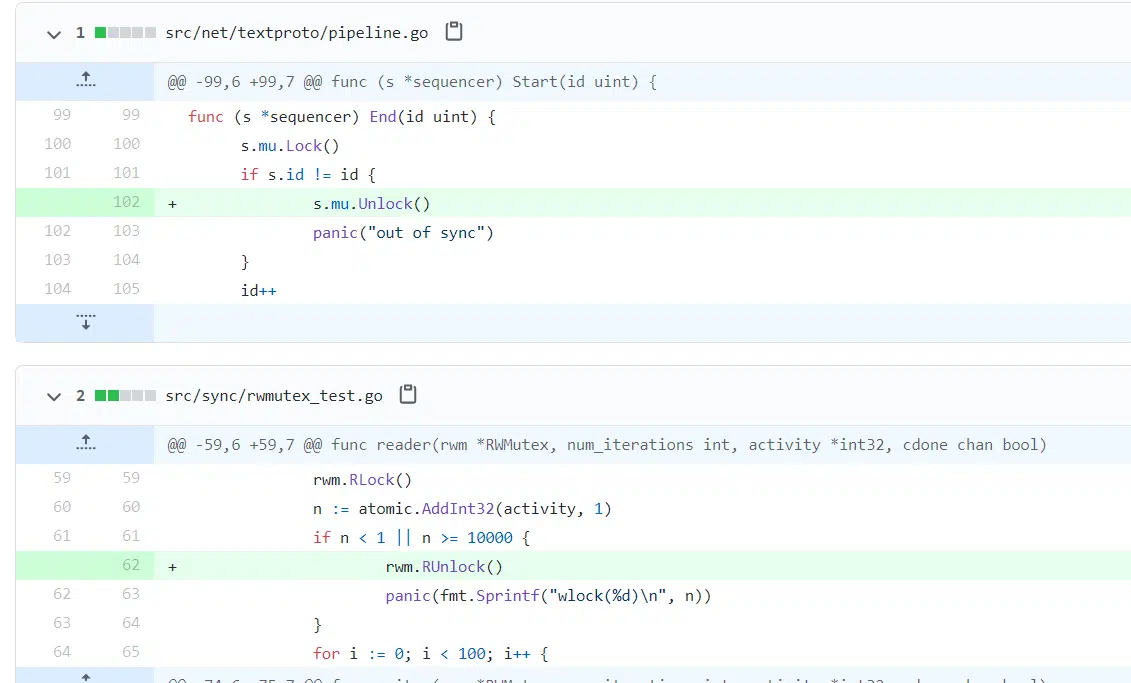 1 src/net/textproto/pipeline.go
@@ -99,6 +99,7 @@ func (s *sequencer) Start(id uint) {
99 99 func (s *sequencer) End(id uint) {
100 100 s.mu.Lock()
101 101 if s.id != id {
102 + s.mu.Unlock()
102 103 panic("out of sync")
103 104 }
104 105 id++
2 src/sync/rwmutex_test.go
@@ -59,6 +59,7 @@ func reader(rwm *RWMutex, num_iterations int, activity *int32, cdone chan bool)
59 59 rwm.RLock()
60 60 n := atomic.AddInt32(activity, 1)
61 61 if n < 1 || n >= 10000 {
62 + rwm.RUnlock()
62 63 panic(fmt.Sprintf("wlock(%d)\n", n))
63 64 }
64 65 for i := 0; i < 100; i++ {